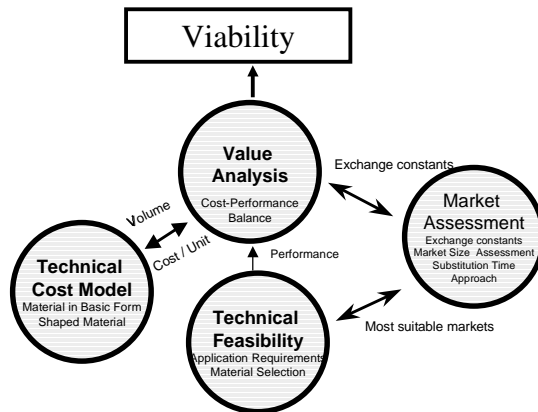 Viability
Value
Analysis
Cost-Performance
Balance
Exchange constants
Market
Assessment
Exchange constants
Market Size Assessment
Substitution Time
Approach
Volume
Cost / Unit
Technical
Cost Model
Material in Basic Form
Shaped Material
Performance
Technical
Feasibility
Application Requirements
Material Selection
Most suitable markets